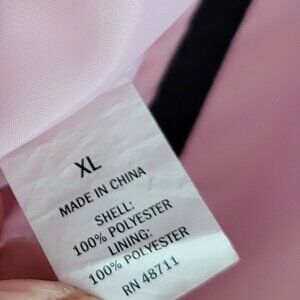 XL
MADE IN CHINA
SHELL:
100% POLYESTER
LINING:
100% POLYESTER
RN 48711